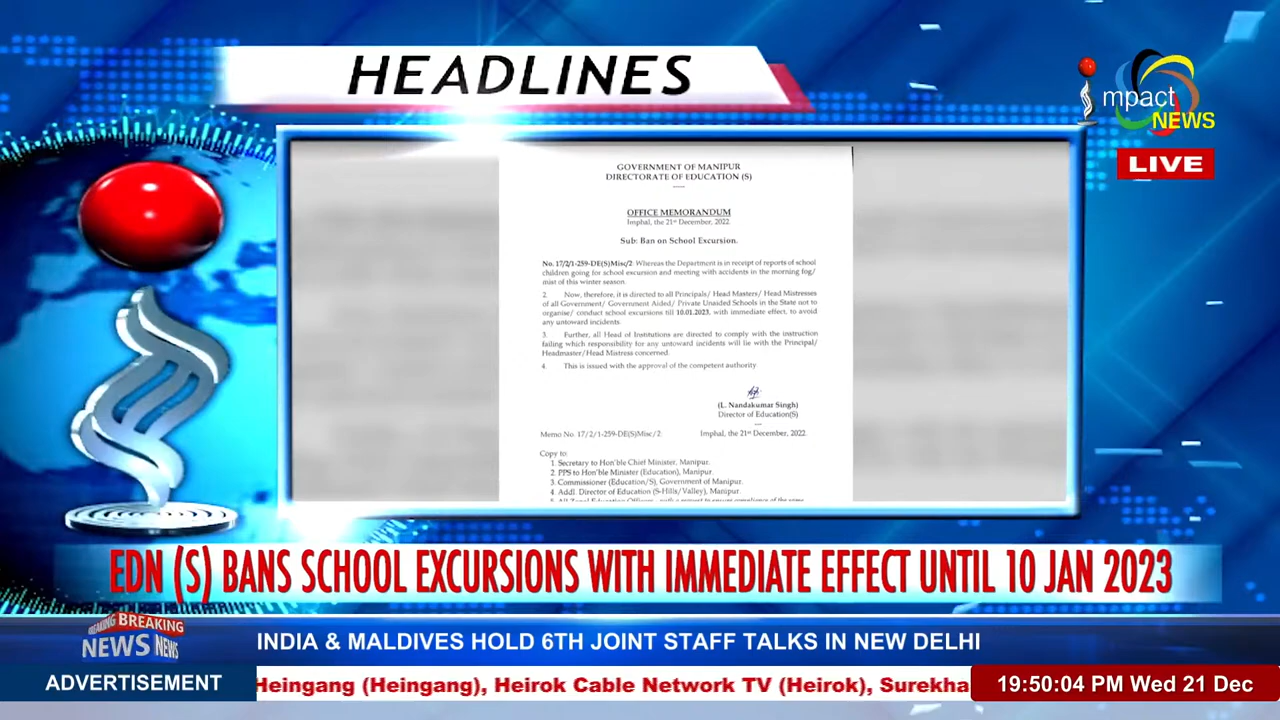 HEADLINES
mpact
NEWS
LIVE
GOVERNMENT OF MANIPUR
DIRECTORATE OF EDUCATION (S)
OFFICE MEMORANDUM
Imphal, the 21st December, 2022.
Sub: Ban on School Excursion.
No. 17/2/1-259-DE(S)Misc/2: Whereas the Department is in receipt of reports of school
children going for school excursion and meeting with accidents in the morning fog/
mist of this winter season.
2. Now, therefore, it is directed to all Principals/ Head Masters/ Head Mistresses
of all Government/ Government Aided/ Private Unaided Schools in the State not to
organise/ conduct school excursions till 10.01.2023, with immediate effect, to avoid
any untoward incidents.
3. Further, all Head of Institutions are directed to comply with the instruction
failing which responsibility for any untoward incidents will lie with the Principal/
Headmaster/Head Mistress concerned.
4. This is issued with the approval of the competent authority
(L. Nandakumar Singh)
Director of Education(S)
Memo No. 17/2/1-259-DE(S)Misc/2. Imphal, the 21st December, 2022.
Copy to:
1. Secretary to Hon'ble Chief Minister, Manipur.
2. PPS to Hon'ble Minister (Education), Manipur.
3. Commissioner (Education/S), Government of Manipur.
4. Addl. Director of Education (S-Hills/Valley), Manipur.
EDN (S) BANS SCHOOL EXCURSIONS WITH IMMEDIATE EFFECT UNTIL 10 JAN 2023
BREAKING BREAKING
NEWS NEWS
INDIA & MALDIVES HOLD 6TH JOINT STAFF TALKS IN NEW DELHI
ADVERTISEMENT
Heingang (Heingang), Heirok Cable Network TV (Heirok), Surekha
19:50:04 PM Wed 21 Dec